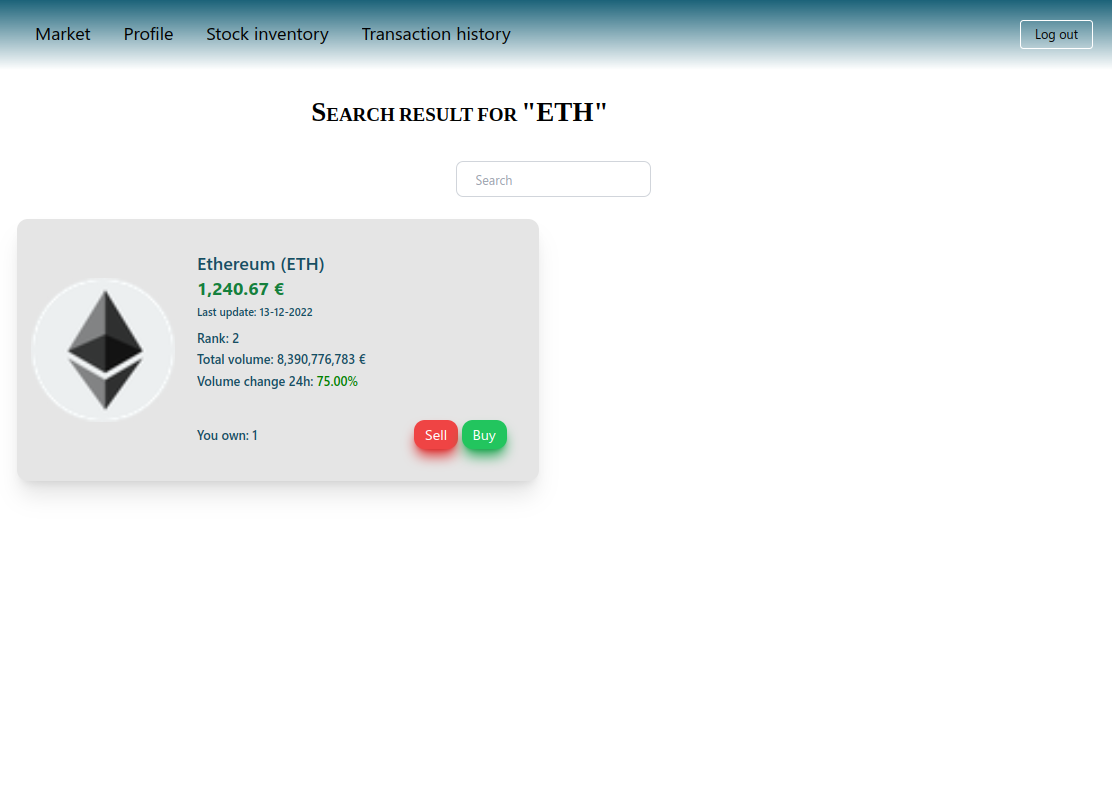 Market Profile Stock inventory Transaction history Log out
Search result for "ETH"
Search
Ethereum (ETH)
1,240.67 €
Last update: 13-12-2022
Rank: 2
Total volume: 8,390,776,783 €
Volume change 24h: 75.00%
You own: 1 Sell Buy